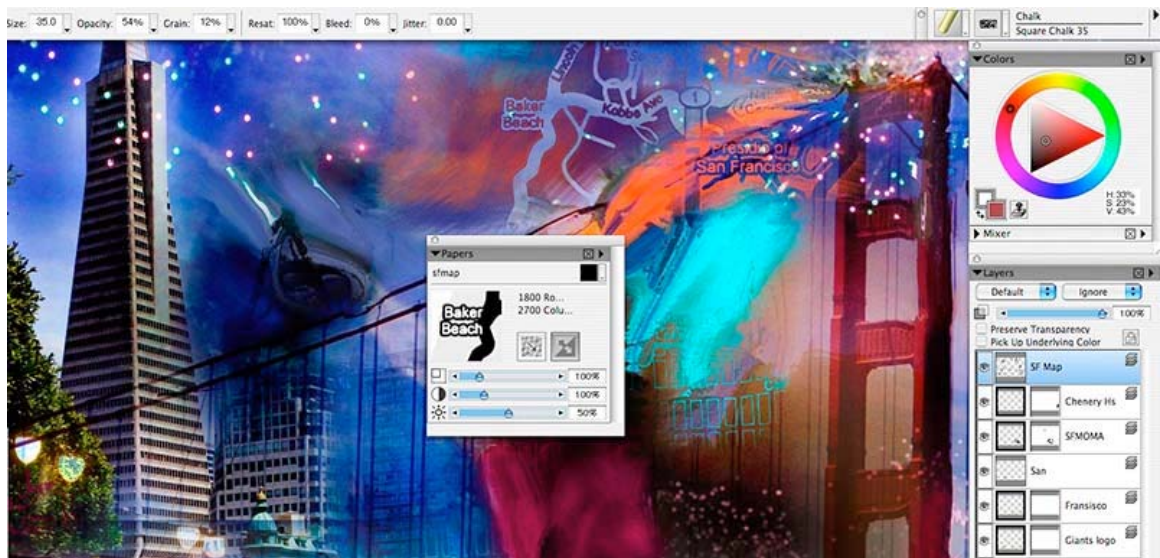 Size: 35.0 Opacity: 54% Grain: 12% Resat: 100% Bleed: 0% Jitter: 0.00
Chalk
Square Chalk 35
Colors
H: 33%
S: 23%
V: 43%
Mixer
Lincoln
Baker
Beach
Kobbe Ave
1
Presidio of
San Francisco
Papers
sfmap
Baker
Beach
1800 Ro...
2700 Colu...
100%
100%
50%
Layers
Default Ignore
100%
Preserve Transparency
Pick Up Underlying Color
SF Map
Chenery Hs
SFMOMA
San
Fransisco
Giants logo